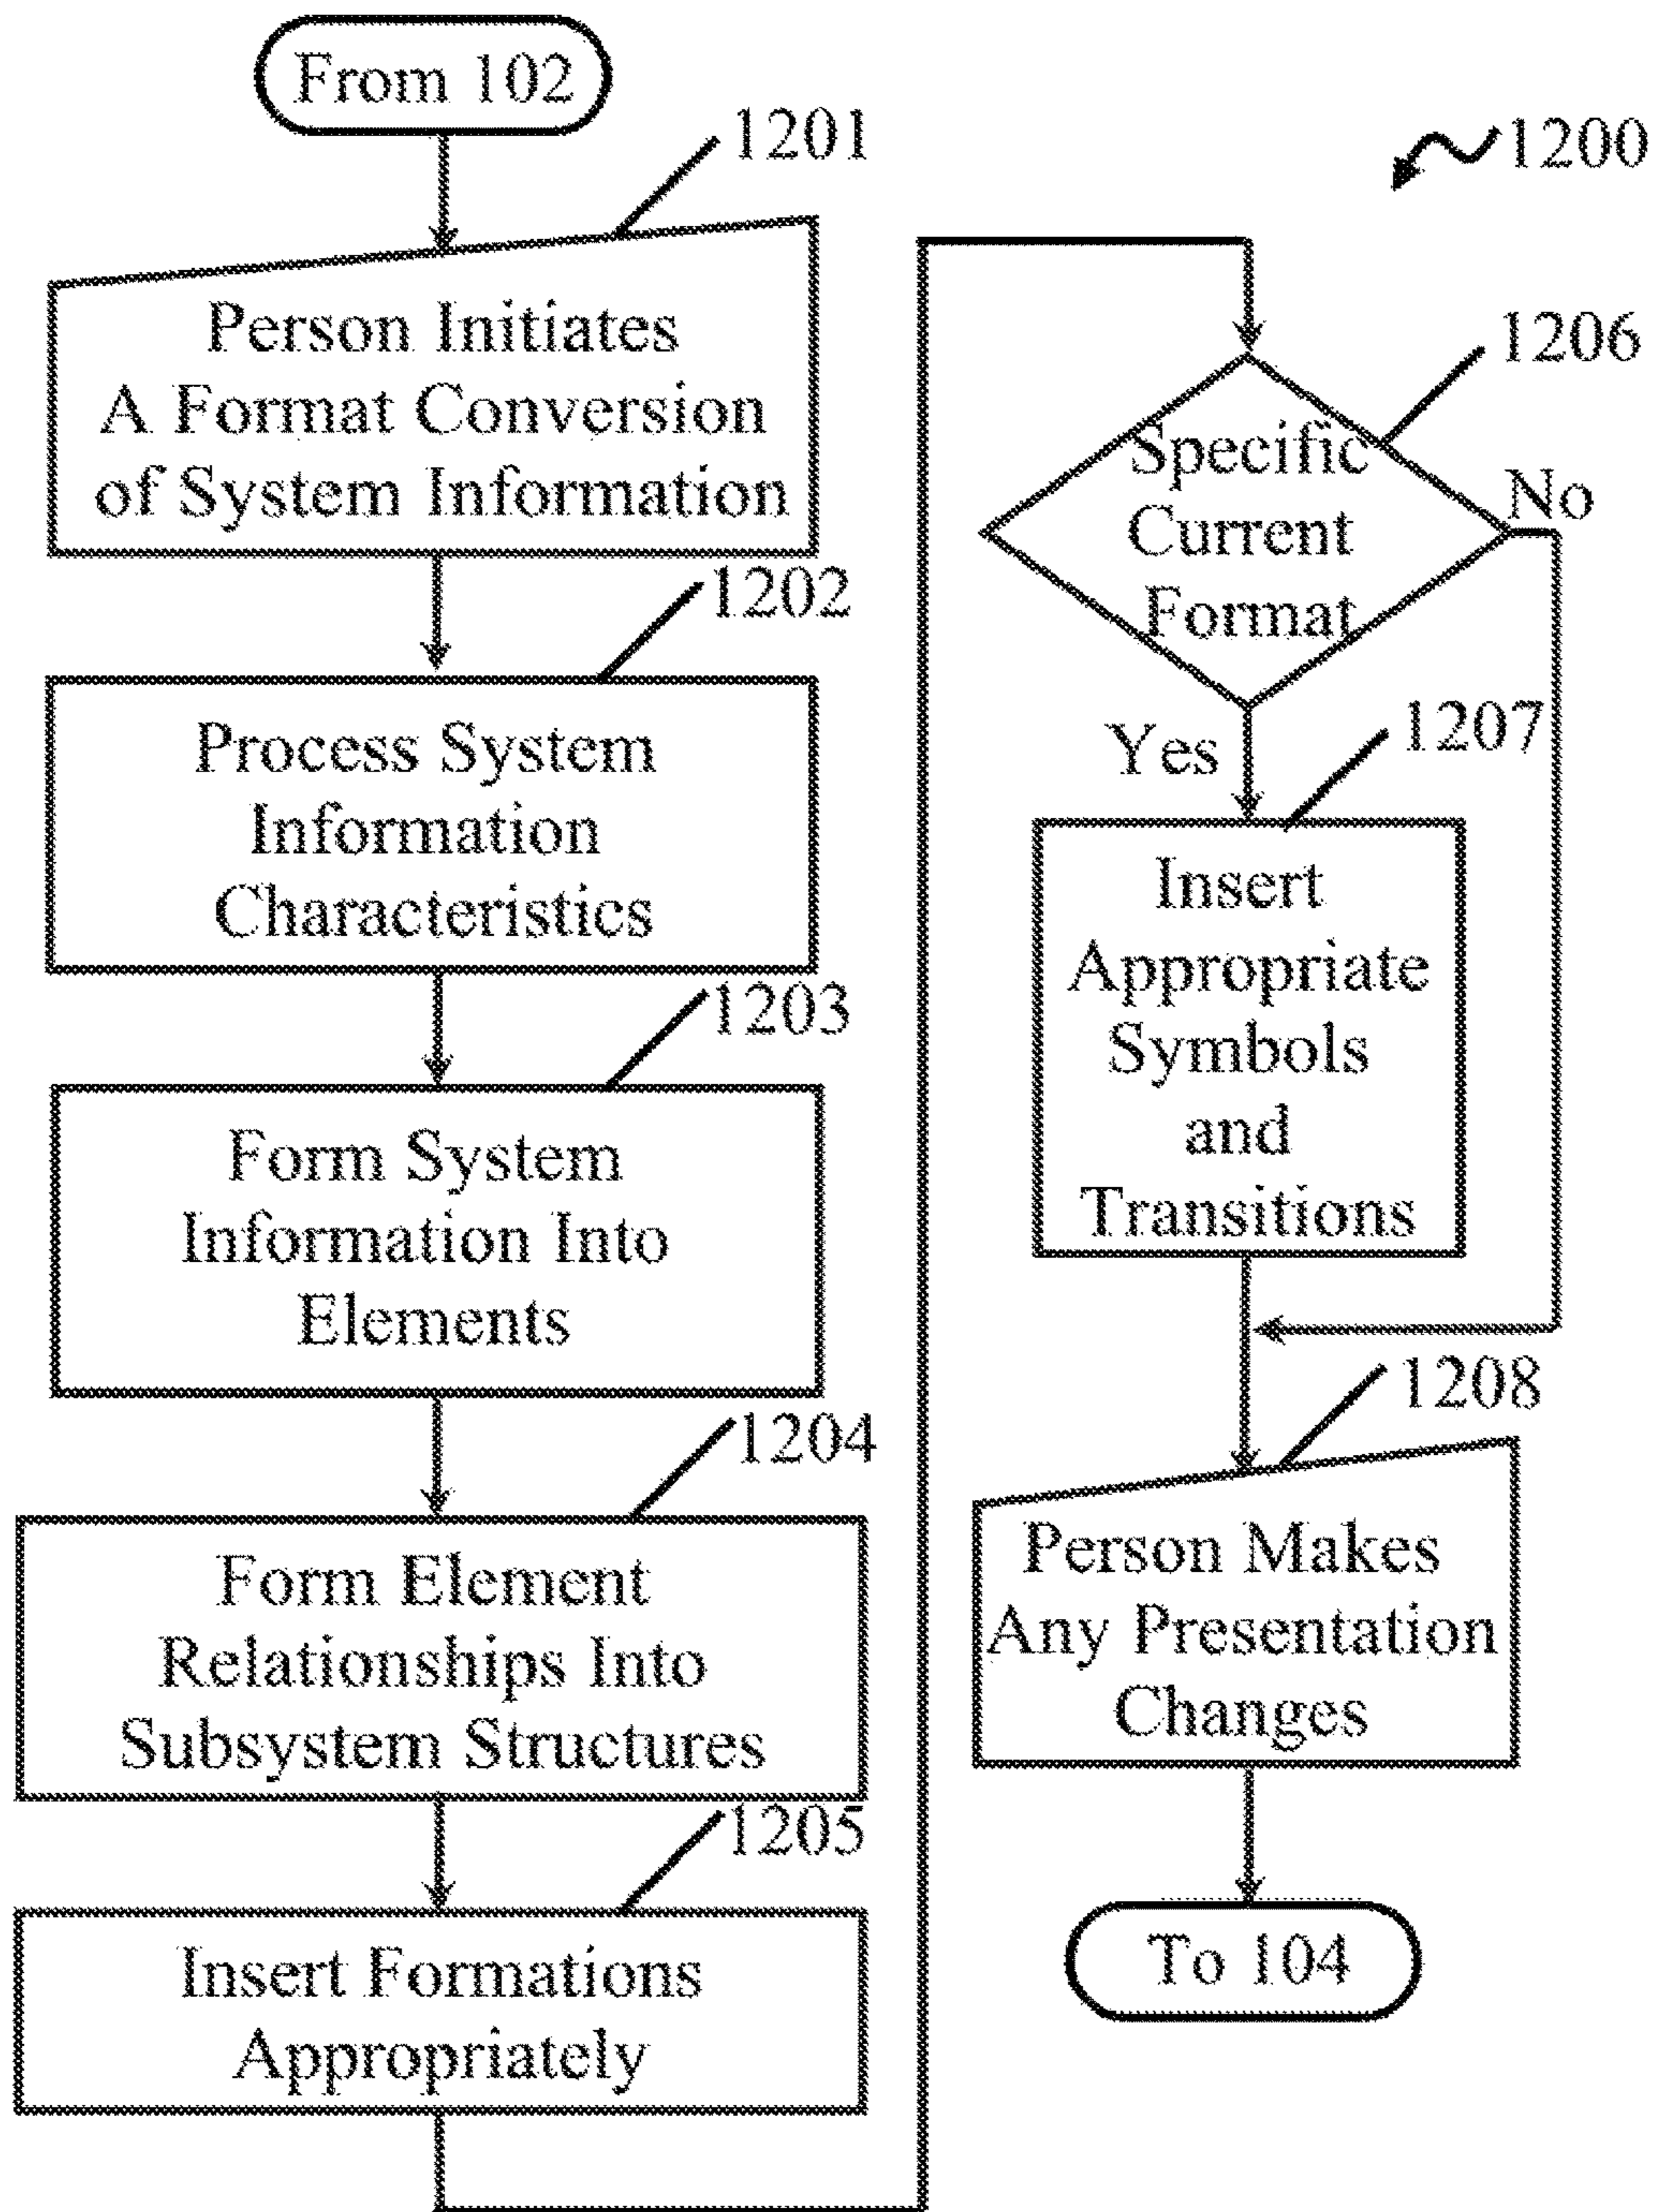 From 102
1201
Person Initiates
A Format Conversion
of System Information
1202
Process System
Information
Characteristics
1203
Form System
Information Into
Elements
1204
Form Element
Relationships Into
Subsystem Structures
1205
Insert Formations
Appropriately
1200
1206
Specific
Current
Format
No
Yes
1207
Insert
Appropriate
Symbols
and
Transitions
1208
Person Makes
Any Presentation
Changes
To 104